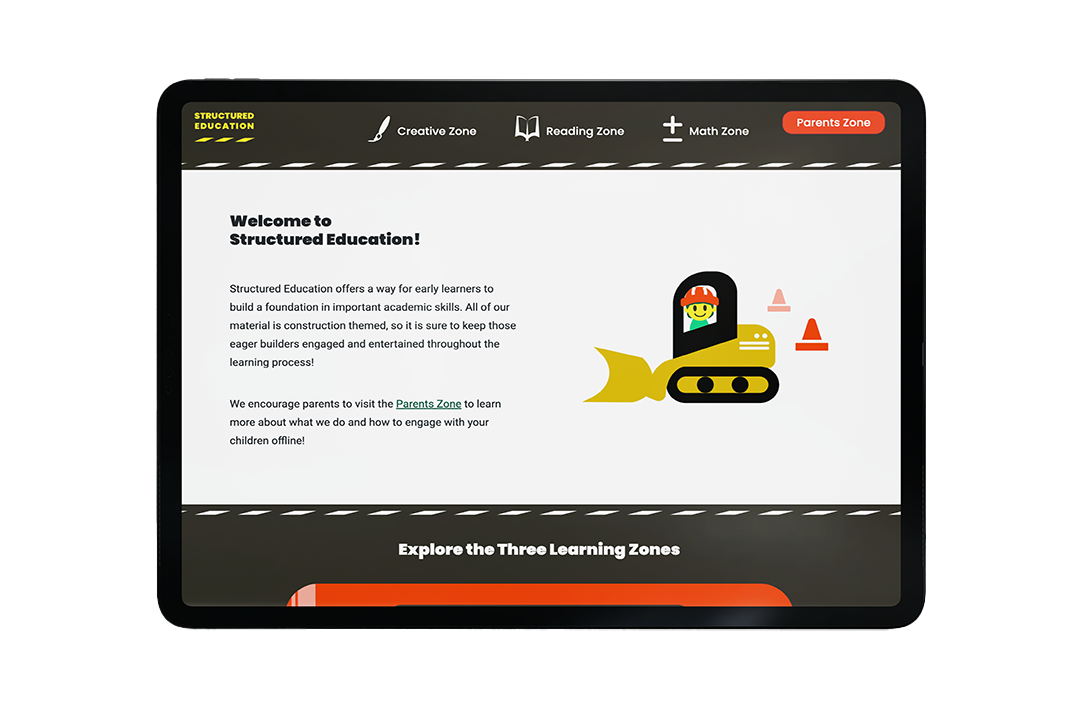 STRUCTURED
EDUCATION
Creative Zone
Reading Zone
Math Zone
Parents Zone
Welcome to
Structured Education!
Structured Education offers a way for early learners to
build a foundation in important academic skills. All of our
material is construction themed, so it is sure to keep those
eager builders engaged and entertained throughout the
learning process!
We encourage parents to visit the Parents Zone to learn
more about what we do and how to engage with your
children offline!
Explore the Three Learning Zones